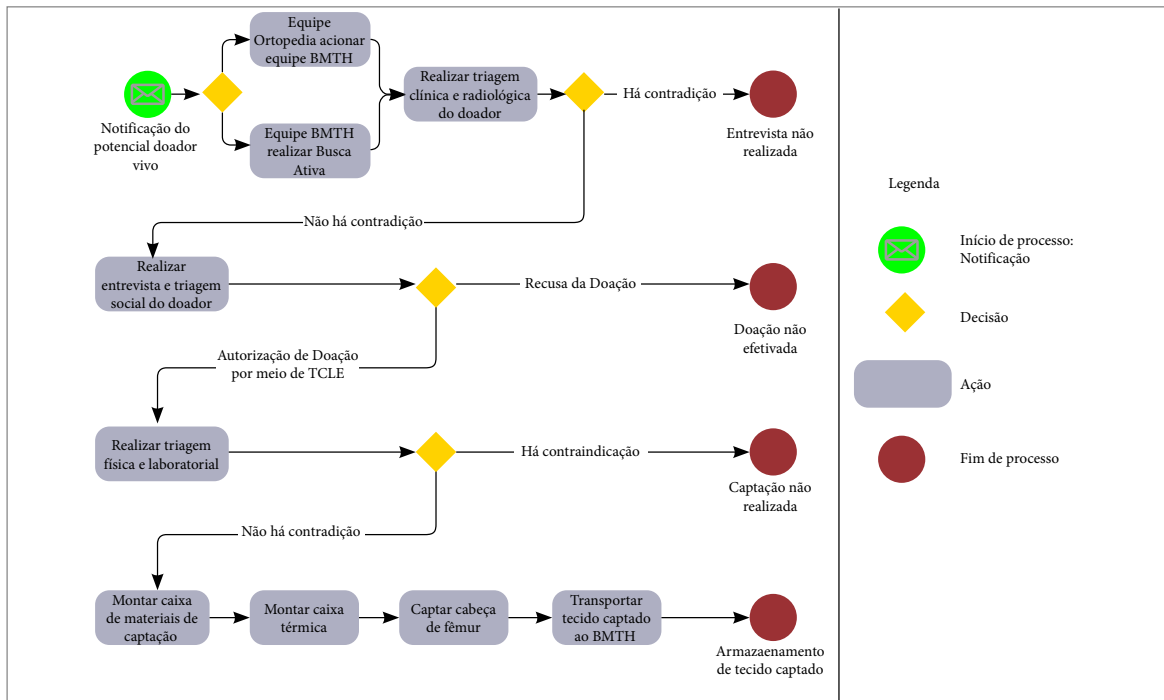 Equipe
Ortopedia acionar
equipe BMTH
Notificação do
potencial doador
vivo
Equipe BMTH
realizar Busca
Ativa
Realizar triagem
clínica e radiológica
do doador
Há contradição
Entrevista não
realizada
Não há contradição
Realizar
entrevista e triagem
social do doador
Recusa da Doação
Doação não
efetivada
Autorização de Doação
por meio de TCLE
Realizar triagem
física e laboratorial
Há contraindicação
Captação não
realizada
Não há contradição
Montar caixa
de materiais de
captação
Montar caixa
térmica
Captar cabeça
de fêmur
Transportar
tecido captado
ao BMTH
Armazaenamento
de tecido captado
Legenda
Início de processo:
Notificação
Decisão
Ação
Fim de processo